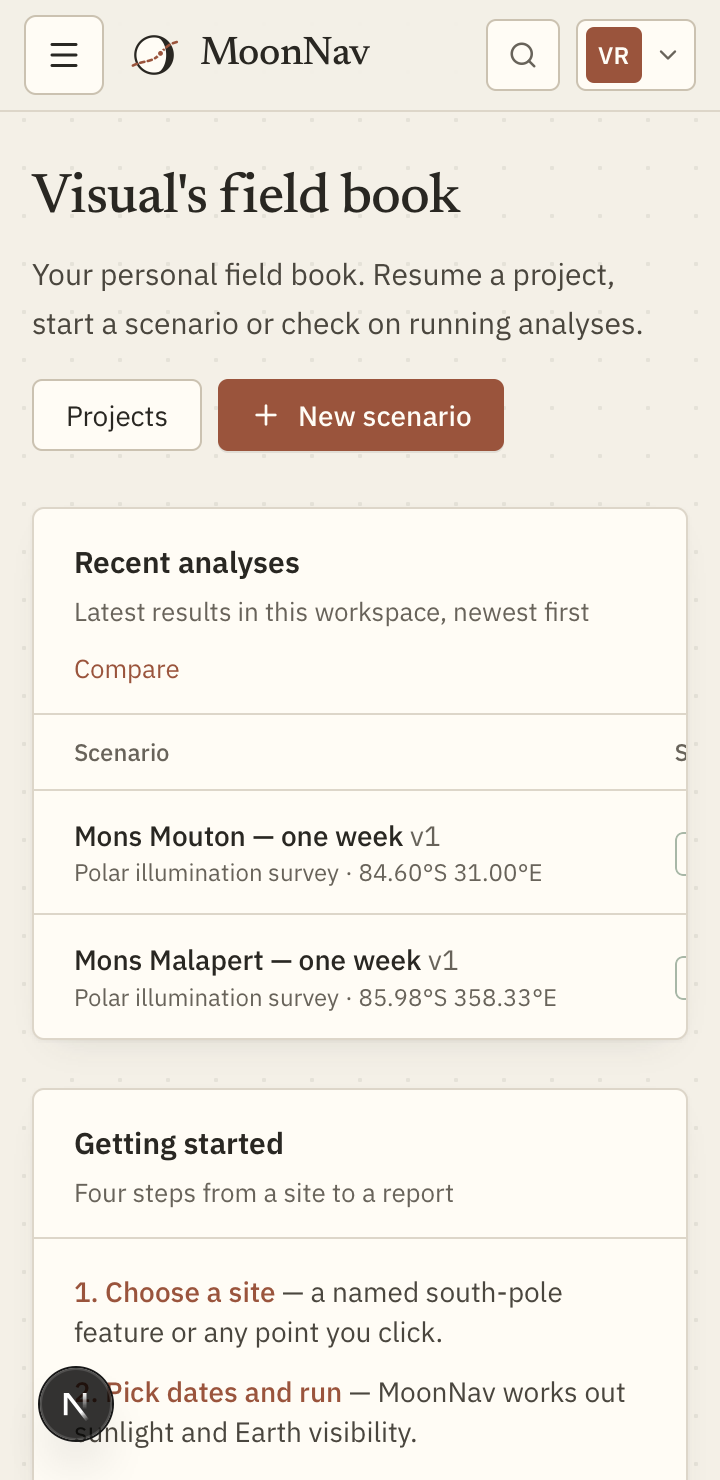 MoonNav
VR
Visual's field book
Your personal field book. Resume a project,
start a scenario or check on running analyses.
Projects
New scenario
Recent analyses
Latest results in this workspace, newest first
Compare
Scenario
S
Mons Mouton — one week v1
Polar illumination survey · 84.60°S 31.00°E
Mons Malapert — one week v1
Polar illumination survey · 85.98°S 358.33°E
Getting started
Four steps from a site to a report
1. Choose a site — a named south-pole
feature or any point you click.
2. Pick dates and run — MoonNav works out
sunlight and Earth visibility.
N